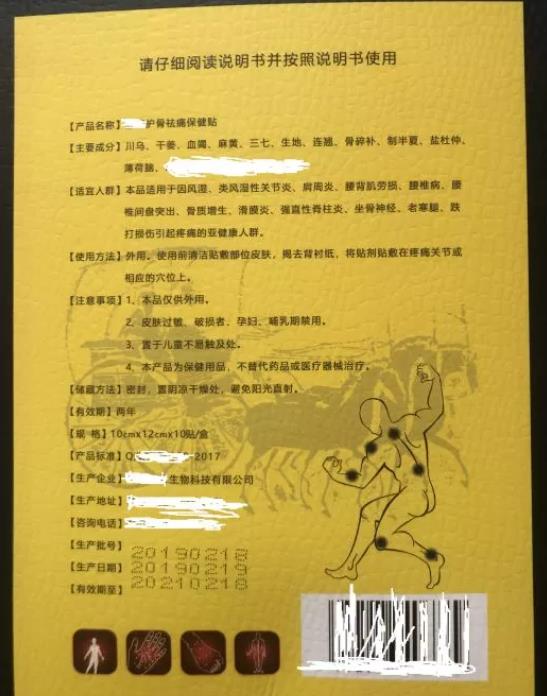 请仔细阅读说明书并按照说明书使用
【产品名称】护骨祛痛保健贴
【主要成分】川乌、干姜、血竭、麻黄、三七、生地、连翘、骨碎补、制半夏、盐杜仲、
薄荷脑、
【适宜人群】本品适用于因风湿、类风湿性关节炎、肩周炎、腰背肌劳损、腰椎病、腰
椎间盘突出、骨质增生、滑膜炎、强直性脊柱炎、坐骨神经、老寒腿、跌
打损伤引起疼痛的亚健康人群。
【使用方法】外用。使用前清洁贴敷部位皮肤，揭去背衬纸，将贴剂贴敷在疼痛关节或
相应的穴位上。
【注意事项】1、本品仅供外用。
2、皮肤过敏、破损者、孕妇、哺乳期禁用。
3、置于儿童不易触及处。
4、本产品为保健用品，不替代药品或医疗器械治疗。
【储藏方法】密封，置阴凉干燥处，避免阳光直射。
【有效期】两年
【规 格】10cmx12cmx10贴/盒
【产品标准】Q -2017
【生产企业】生物科技有限公司
【生产地址】
【咨询电话】
【生产批号】20190218
【生产日期】20190219
【有效期至】20210218